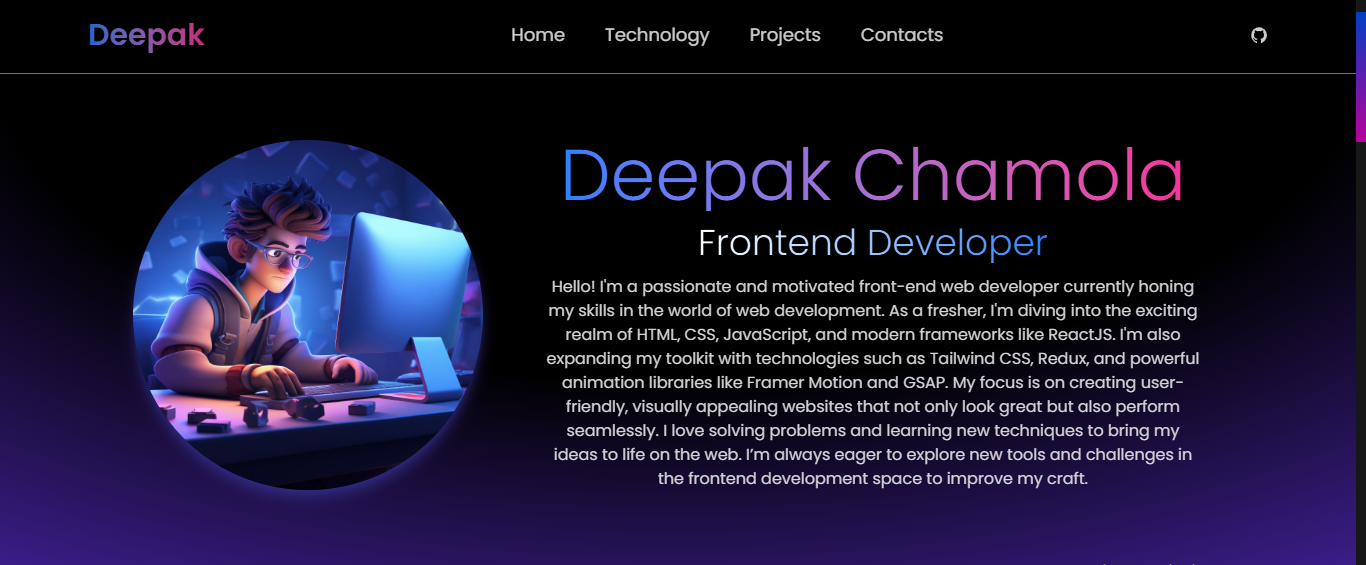 Deepak
Home Technology Projects Contacts
Deepak Chamola
Frontend Developer
Hello! I'm a passionate and motivated front-end web developer currently honing
my skills in the world of web development. As a fresher, I'm diving into the exciting
realm of HTML, CSS, JavaScript, and modern frameworks like ReactJS. I'm also
expanding my toolkit with technologies such as Tailwind CSS, Redux, and powerful
animation libraries like Framer Motion and GSAP. My focus is on creating user-
friendly, visually appealing websites that not only look great but also perform
seamlessly. I love solving problems and learning new techniques to bring my
ideas to life on the web. I’m always eager to explore new tools and challenges in
the frontend development space to improve my craft.